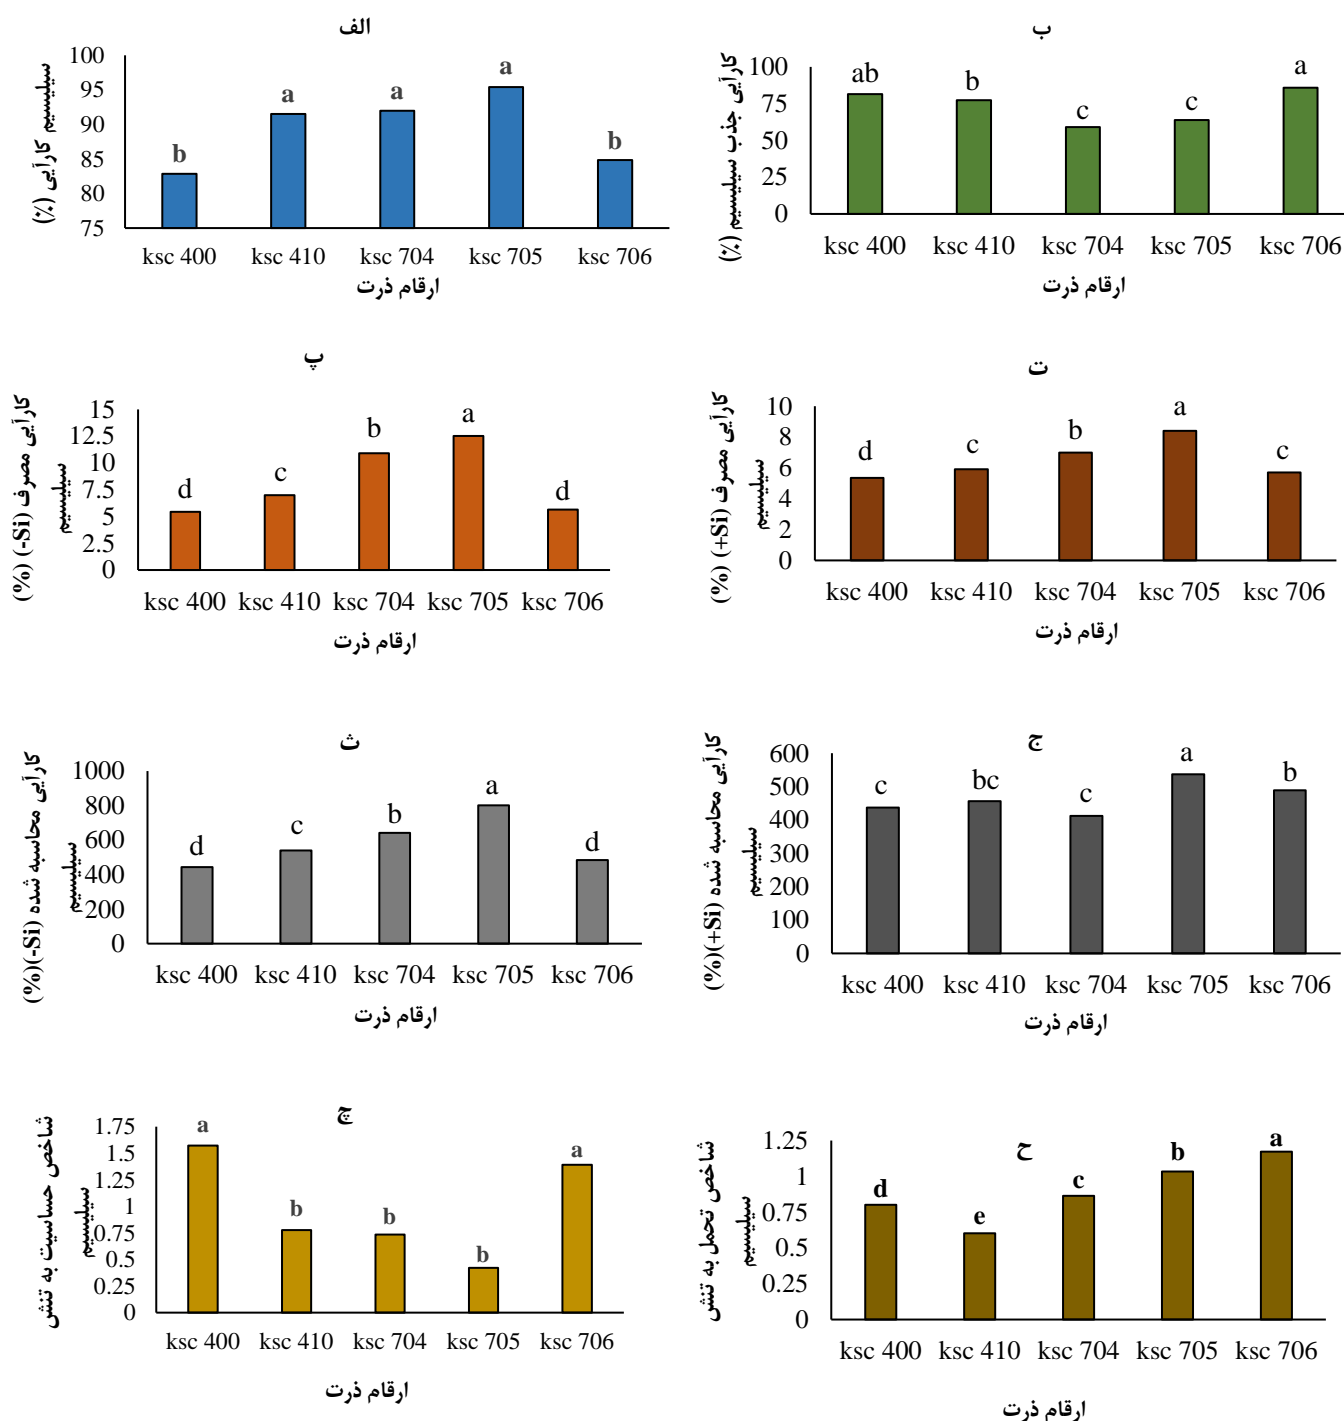 الف
سیلیسیم کارآیی (٪)
100
95
90
85
80
75
b
a
a
a
b
ksc 400 ksc 410 ksc 704 ksc 705 ksc 706
ارقام ذرت
ب
کارآیی جذب سیلیسیم (٪)
100
75
50
25
0
ab
b
c
c
a
ksc 400 ksc 410 ksc 704 ksc 705 ksc 706
ارقام ذرت
پ
کارآیی مصرف (Si-) (%)
سیلیسیم
15
12.5
10
7.5
5
2.5
0
d
c
b
a
d
ksc 400 ksc 410 ksc 704 ksc 705 ksc 706
ارقام ذرت
ت
کارآیی مصرف (Si+) (%)
سیلیسیم
10
8
6
4
2
0
d
c
b
a
c
ksc 400 ksc 410 ksc 704 ksc 705 ksc 706
ارقام ذرت
ث
کارآیی محاسبه شده (Si-)(%)
سیلیسیم
1000
800
600
400
200
0
d
c
b
a
d
ksc 400 ksc 410 ksc 704 ksc 705 ksc 706
ارقام ذرت
ج
کارآیی محاسبه شده (Si+)(%)
سیلیسیم
600
500
400
300
200
100
0
c
bc
c
a
b
ksc 400 ksc 410 ksc 704 ksc 705 ksc 706
ارقام ذرت
چ
شاخص حساسیت به تنش
سیلیسیم
1.75
1.5
1.25
1
0.75
0.5
0.25
0
a
b
b
b
a
ksc 400 ksc 410 ksc 704 ksc 705 ksc 706
ارقام ذرت
ح
شاخص تحمل به تنش
سیلیسیم
1.25
1
0.75
0.5
0.25
0
d
e
c
b
a
ksc 400 ksc 410 ksc 704 ksc 705 ksc 706
ارقام ذرت